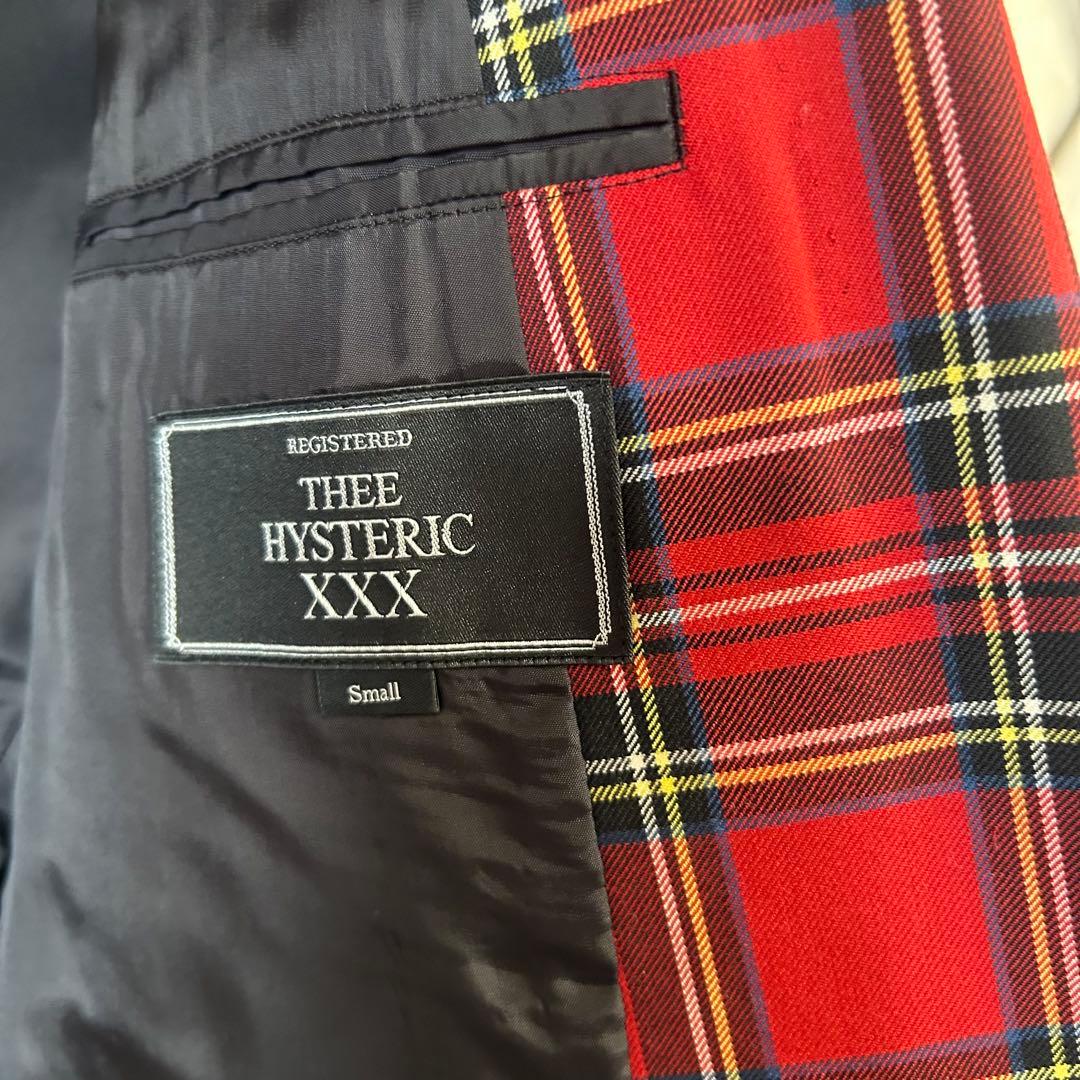 REGISTERED
THEE
HYSTERIC
XXX
Small